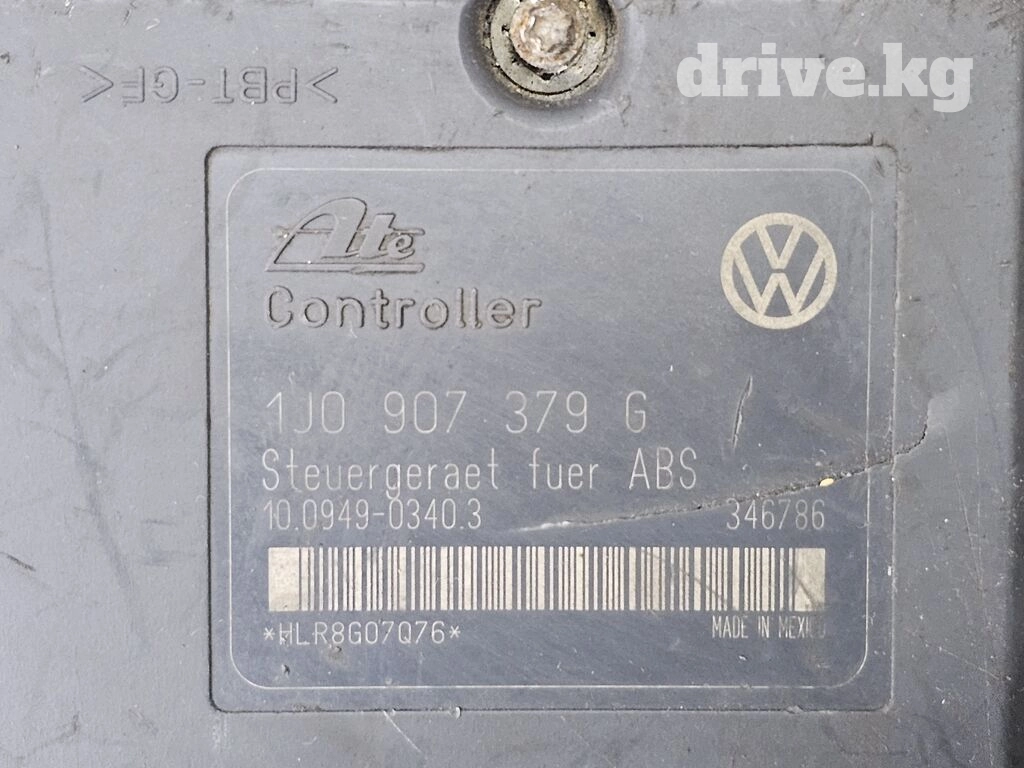 drive.kg
>PBT-GF<
Ate
Controller
1J0 907 379 G
Steuergeraet fuer ABS
10.0949-0340.3 346786
*HLR8G07Q76*
MADE IN MEXICO